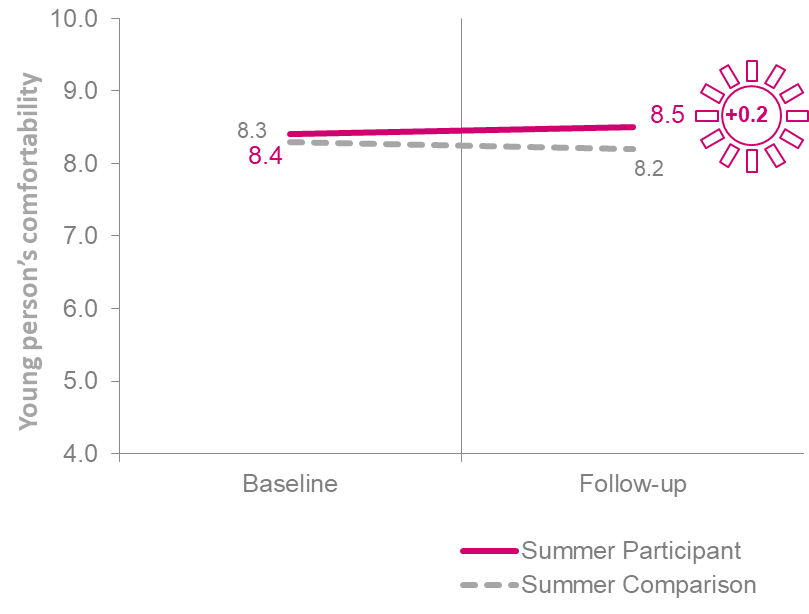 10.0
9.0
8.0
7.0
6.0
5.0
4.0
Young person's comfortability
8.3
8.4
8.5
+0.2
8.2
Baseline
Follow-up
Summer Participant
Summer Comparison